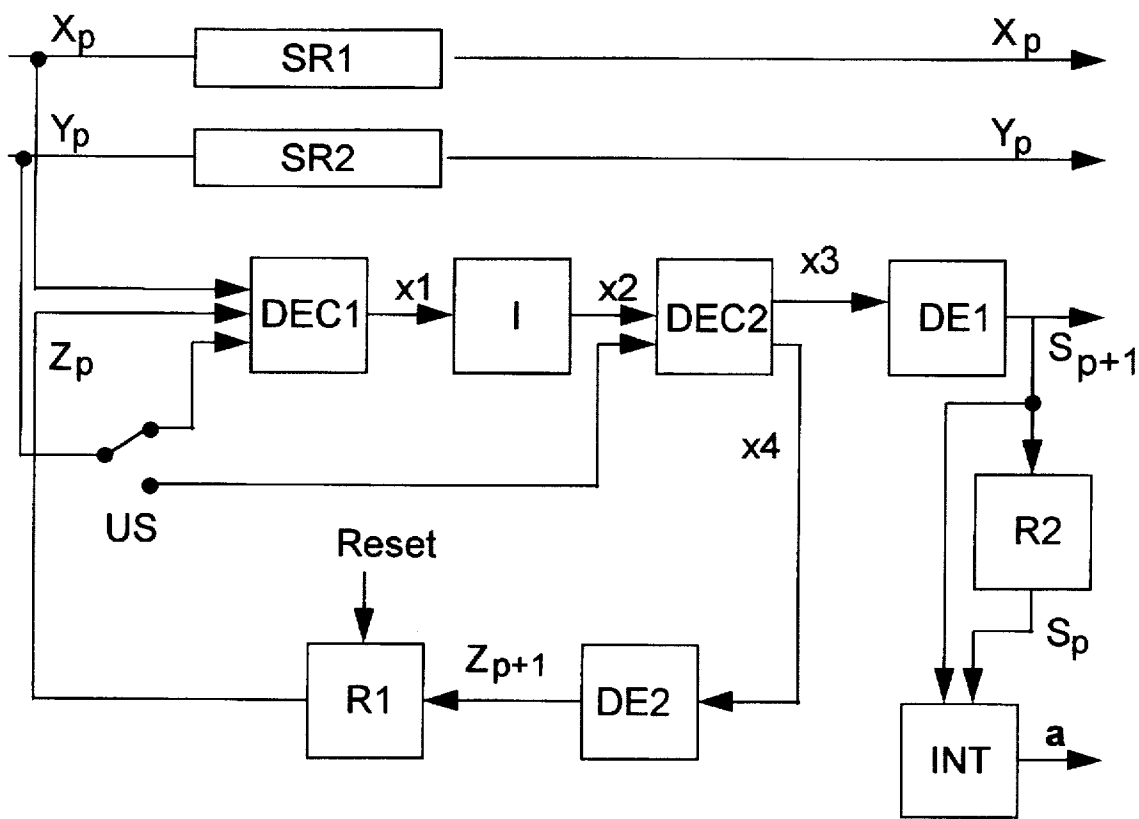 Xp
SR1
Xp
Yp
SR2
Yp
DEC1
x1
I
x2
DEC2
x3
DE1
Sp+1
Zp
x4
US
R2
Reset
Sp
R1
Zp+1
DE2
INT
a